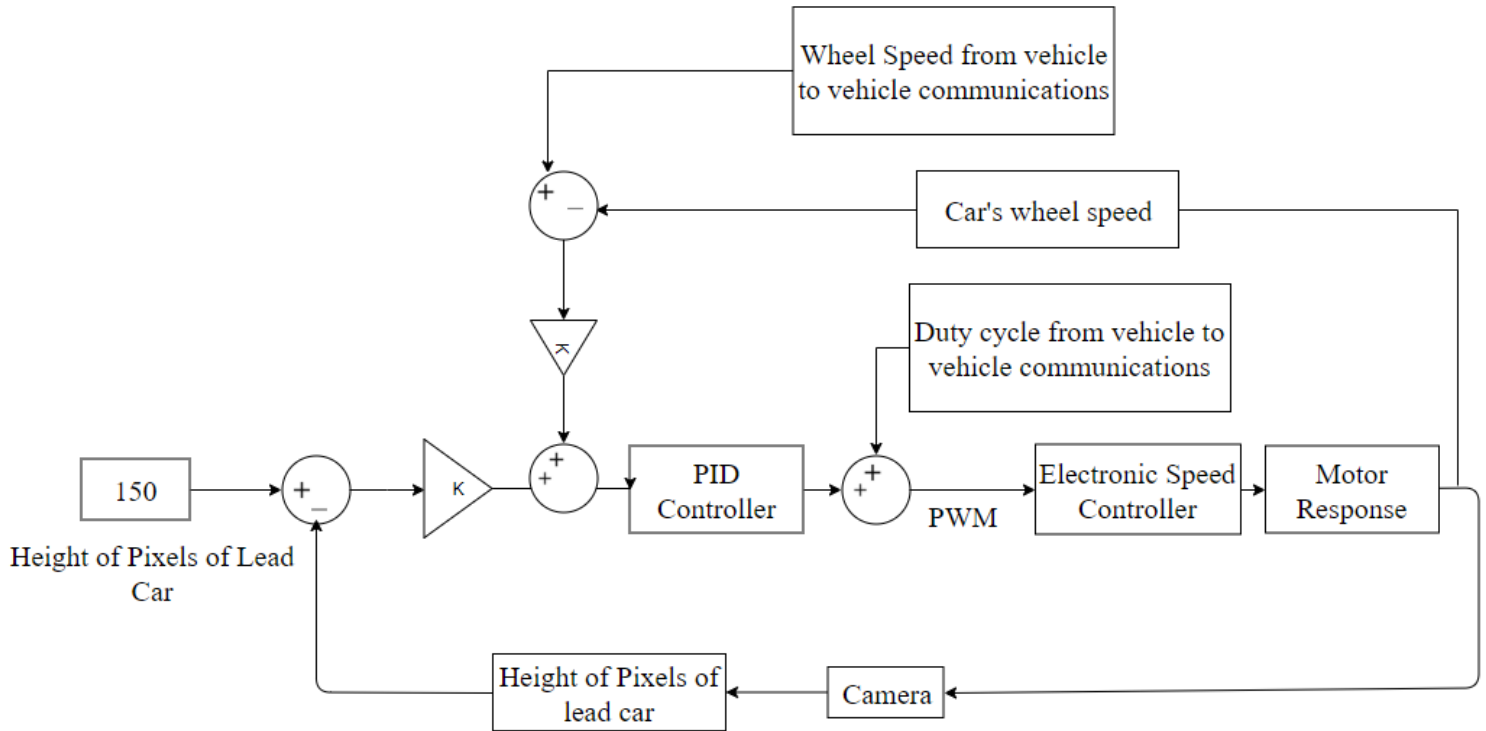 Wheel Speed from vehicle
to vehicle communications
+
–
Car's wheel speed
Duty cycle from vehicle to
vehicle communications
K
150
+
–
K
+
+
PID
Controller
+
+
PWM
Electronic Speed
Controller
Motor
Response
Height of Pixels of Lead
Car
Height of Pixels of
lead car
Camera